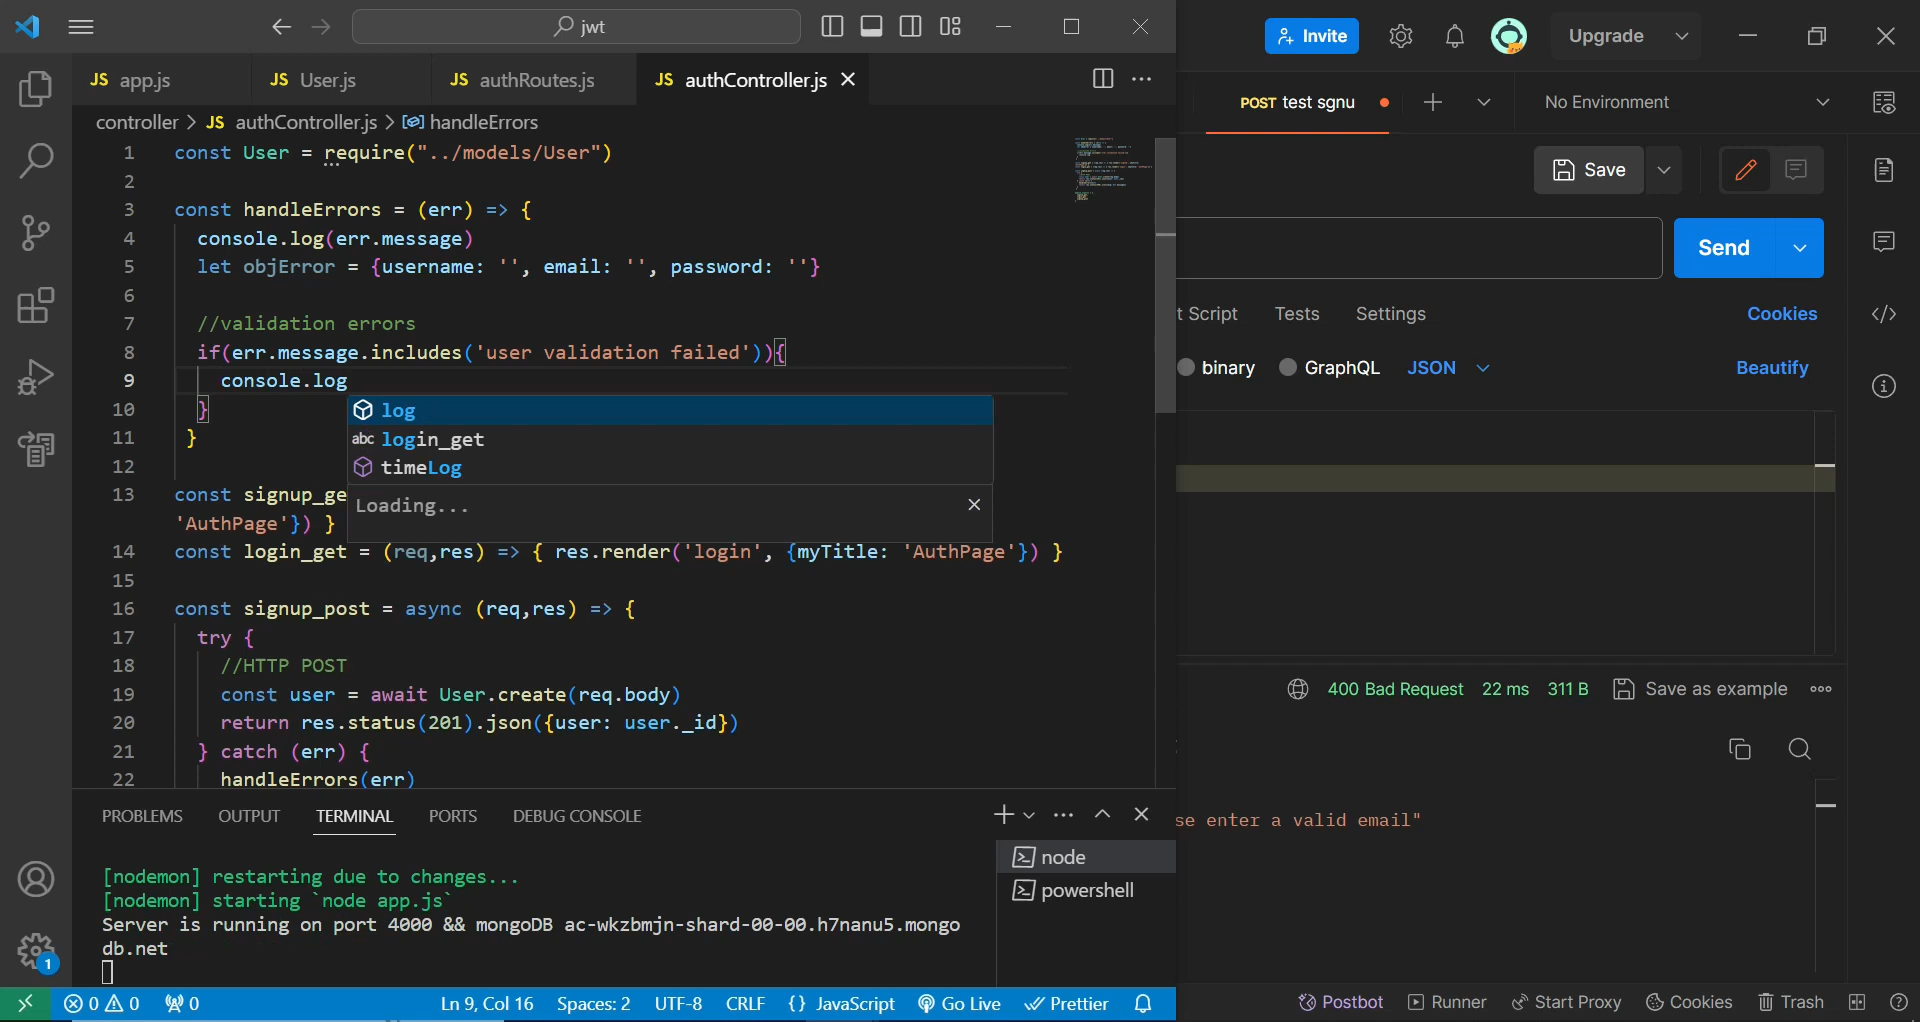 jwt
JS app.js
JS User.js
JS authRoutes.js
JS authController.js
controller > JS authController.js > handleErrors
1 const User = require("../models/User")
2
3 const handleErrors = (err) => {
4 console.log(err.message)
5 let objError = {username: '', email: '', password: ''}
6
7 //validation errors
8 if(err.message.includes('user validation failed')){
9 console.log
10 }
11 }
12
log
abc login_get
timeLog
Loading...
13 const signup_ge
'AuthPage'}) }
14 const login_get = (req,res) => { res.render('login', {myTitle: 'AuthPage'}) }
15
16 const signup_post = async (req,res) => {
17 try {
18 //HTTP POST
19 const user = await User.create(req.body)
20 return res.status(201).json({user: user._id})
21 } catch (err) {
22 handleErrors(err)
PROBLEMS OUTPUT TERMINAL PORTS DEBUG CONSOLE
[nodemon] restarting due to changes...
[nodemon] starting `node app.js`
Server is running on port 4000 && mongoDB ac-wkzbmjn-shard-00-00.h7nanu5.mongo
db.net
node
powershell
1
0 0 0 Ln 9, Col 16 Spaces: 2 UTF-8 CRLF {} JavaScript Go Live Prettier
Invite Upgrade
POST test sgnu No Environment
Save
Send
t Script Tests Settings Cookies
binary GraphQL JSON Beautify
400 Bad Request 22 ms 311 B Save as example
se enter a valid email"
Postbot Runner Start Proxy Cookies Trash